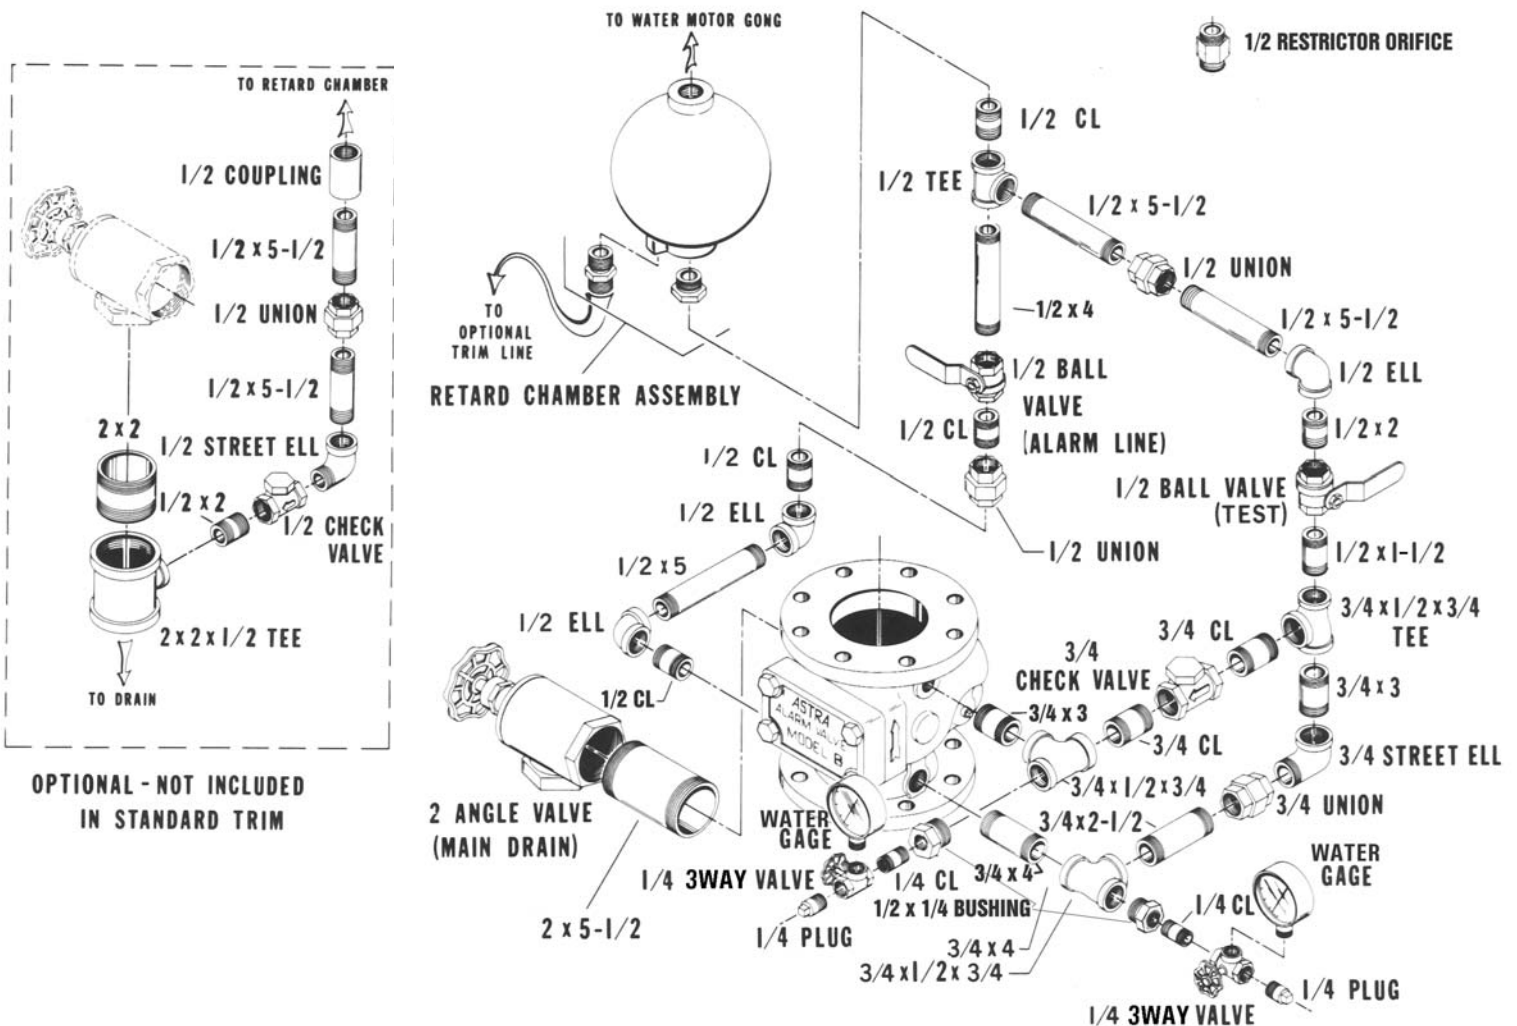 TO WATER MOTOR GONG
1/2 RESTRICTOR ORIFICE
TO RETARD CHAMBER
1/2 COUPLING
1/2 x 5-1/2
1/2 UNION
1/2 x 5-1/2
2 x 2
1/2 STREET ELL
1/2 x 2
1/2 CHECK
VALVE
2 x 2 x 1/2 TEE
TO DRAIN
OPTIONAL - NOT INCLUDED
IN STANDARD TRIM
TO
OPTIONAL
TRIM LINE
RETARD CHAMBER ASSEMBLY
1/2 CL
1/2 TEE
1/2 x 5-1/2
1/2 UNION
1/2 x 4
1/2 x 5-1/2
1/2 BALL
VALVE
(ALARM LINE)
1/2 ELL
1/2 CL
1/2 x 2
1/2 CL
1/2 BALL VALVE
(TEST)
1/2 ELL
1/2 UNION
1/2 x 1-1/2
1/2 x 5
1/2 ELL
3/4 x 1/2 x 3/4
TEE
3/4 CL
3/4
CHECK VALVE
1/2 CL
3/4 x 3
ASTRA
ALARM VALVE
MODEL B
3/4 x 3
3/4 CL
3/4 STREET ELL
3/4 x 1/2 x 3/4
3/4 UNION
2 ANGLE VALVE
(MAIN DRAIN)
WATER
GAGE
3/4 x 2-1/2
WATER
GAGE
1/4 3WAY VALVE
1/4 CL
3/4 x 4
1/2 x 1/4 BUSHING
1/4 CL
2 x 5-1/2
1/4 PLUG
3/4 x 4
3/4 x 1/2 x 3/4
1/4 PLUG
1/4 3WAY VALVE